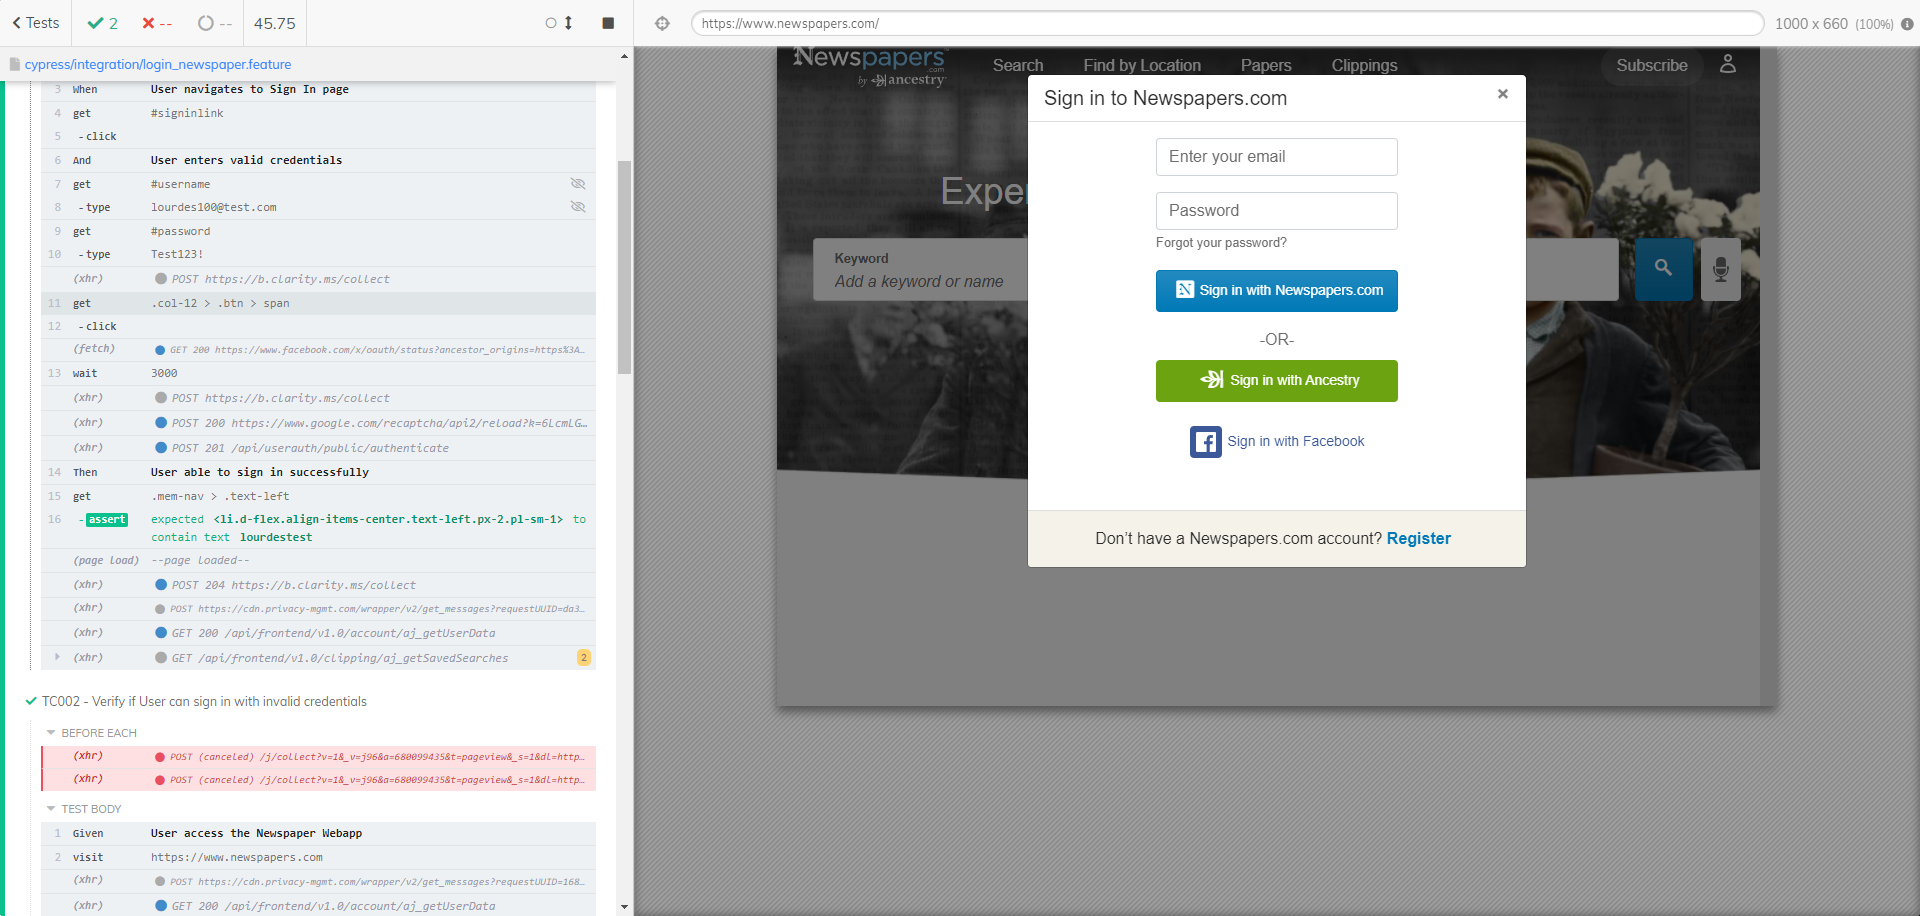 Tests
2
--
--
45.75
https://www.newspapers.com/
1000 x 660 (100%)
cypress/integration/login_newspaper.feature
3 When User navigates to Sign In page
4 get #signinlink
5 -click
6 And User enters valid credentials
7 get #username
8 -type lourdes100@test.com
9 get #password
10 -type Test123!
(xhr) POST https://b.clarity.ms/collect
11 get .col-12 > .btn > span
12 -click
(fetch) GET 200 https://www.facebook.com/x/oauth/status?ancestor_origins=https%3A…
13 wait 3000
(xhr) POST https://b.clarity.ms/collect
(xhr) POST 200 https://www.google.com/recaptcha/api2/reload?k=6LcmLG…
(xhr) POST 201 /api/userauth/public/authenticate
14 Then User able to sign in successfully
15 get .mem-nav > .text-left
16 -assert expected <li.d-flex.align-items-center.text-left.px-2.pl-sm-1> to
contain text lourdestest
(page load) --page loaded--
(xhr) POST 204 https://b.clarity.ms/collect
(xhr) POST https://cdn.privacy-mgmt.com/wrapper/v2/get_messages?requestUUID=da3…
(xhr) GET 200 /api/frontend/v1.0/account/aj_getUserData
(xhr) GET /api/frontend/v1.0/clipping/aj_getSavedSearches 2
TC002 - Verify if User can sign in with invalid credentials
BEFORE EACH
(xhr) POST (canceled) /j/collect?v=1&_v=j96&a=680099435&t=pageview&_s=1&dl=http…
(xhr) POST (canceled) /j/collect?v=1&_v=j96&a=680099435&t=pageview&_s=1&dl=http…
TEST BODY
1 Given User access the Newspaper Webapp
2 visit https://www.newspapers.com
(xhr) POST https://cdn.privacy-mgmt.com/wrapper/v2/get_messages?requestUUID=168…
(xhr) GET 200 /api/frontend/v1.0/account/aj_getUserData
Newspapers
.com
by ancestry
Search Find by Location Papers Clippings Subscribe
Exper
Keyword
Add a keyword or name
Sign in to Newspapers.com ×
Enter your email
Password
Forgot your password?
Sign in with Newspapers.com
-OR-
Sign in with Ancestry
Sign in with Facebook
Don’t have a Newspapers.com account? Register